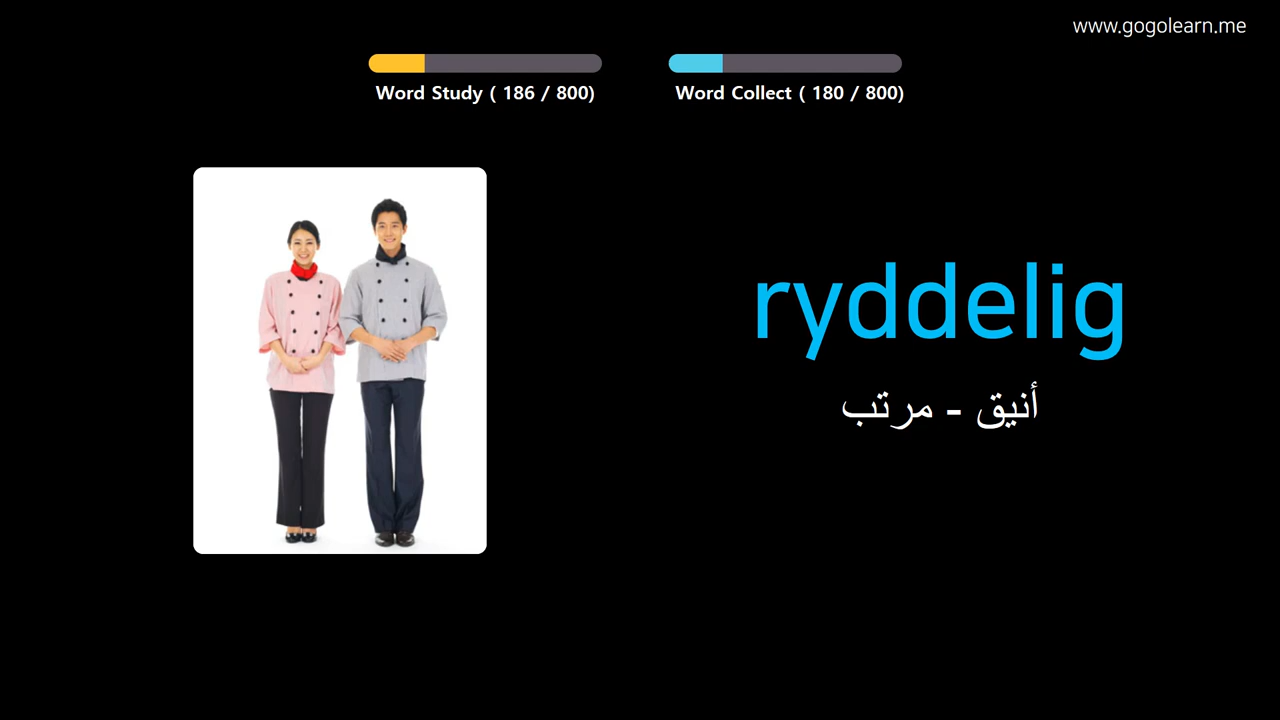 www.gogolearn.me
Word Study ( 186 / 800)
Word Collect ( 180 / 800)
ryddelig
أنيق - مرتب